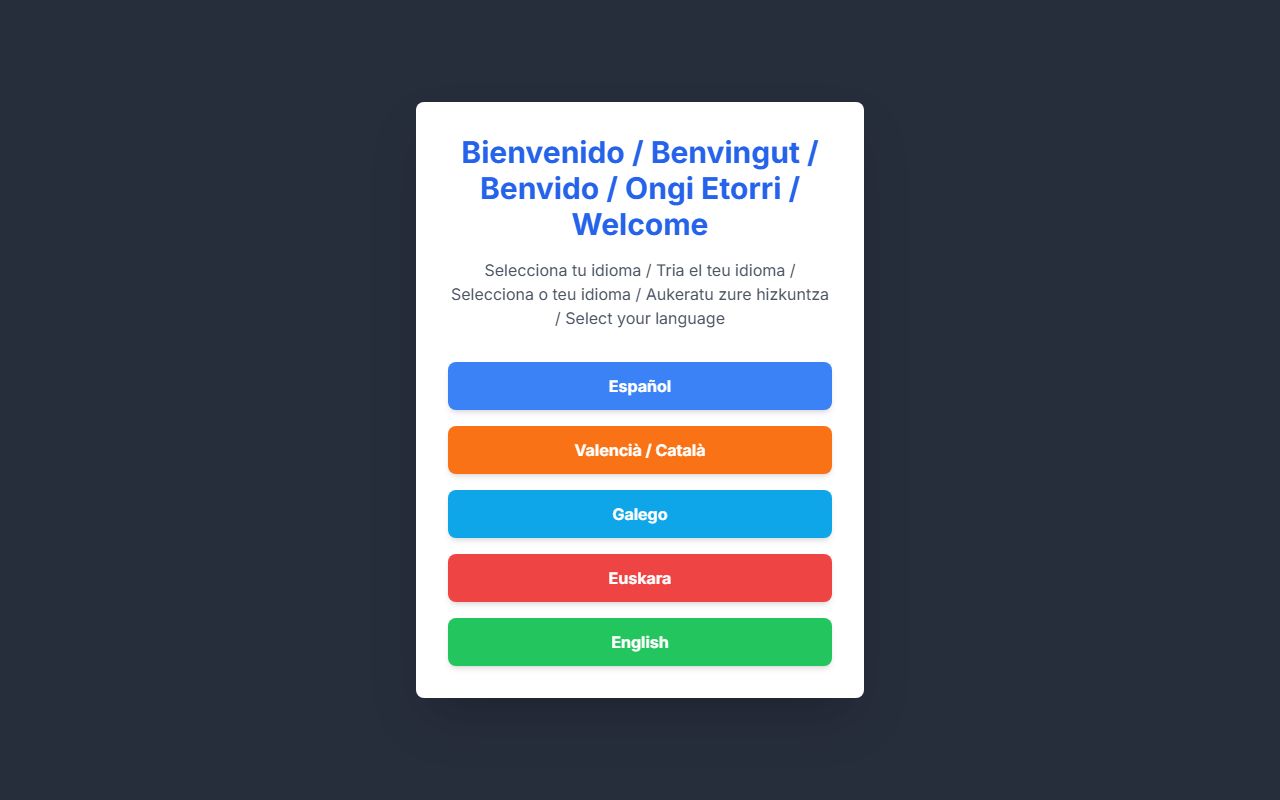 Bienvenido / Benvingut /
Benvido / Ongi Etorri /
Welcome
Selecciona tu idioma / Tria el teu idioma /
Selecciona o teu idioma / Aukeratu zure hizkuntza
/ Select your language
Español
Valencià / Català
Galego
Euskara
English